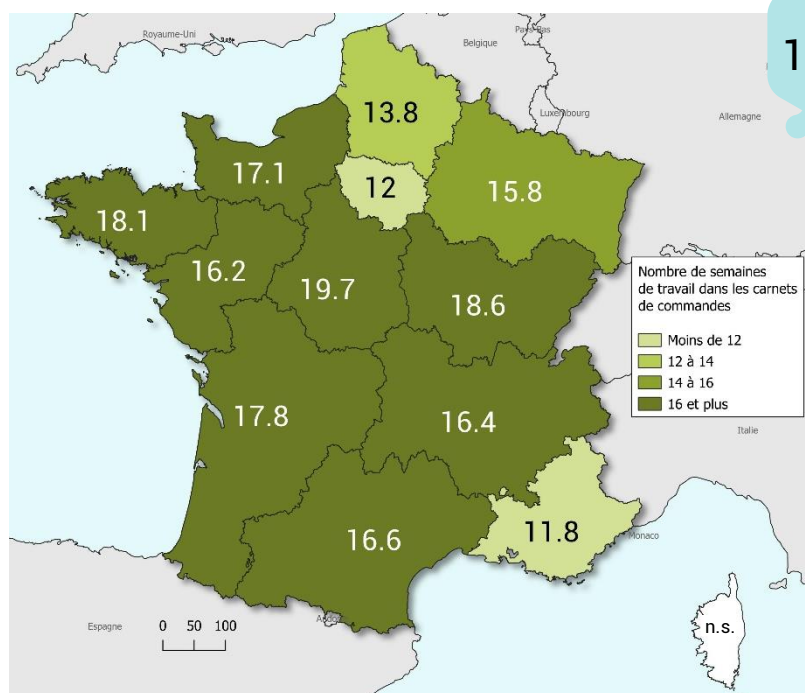 Royaume-Uni
Belgique
Pays-Bas
1
Luxembourg
Allemagne
13.8
17.1
12
15.8
18.1
16.2
19.7
18.6
Nombre de semaines
de travail dans les carnets
de commandes
Moins de 12
12 à 14
14 à 16
16 et plus
17.8
16.4
Italie
11.8
Monaco
16.6
n.s.
Espagne
0 50 100